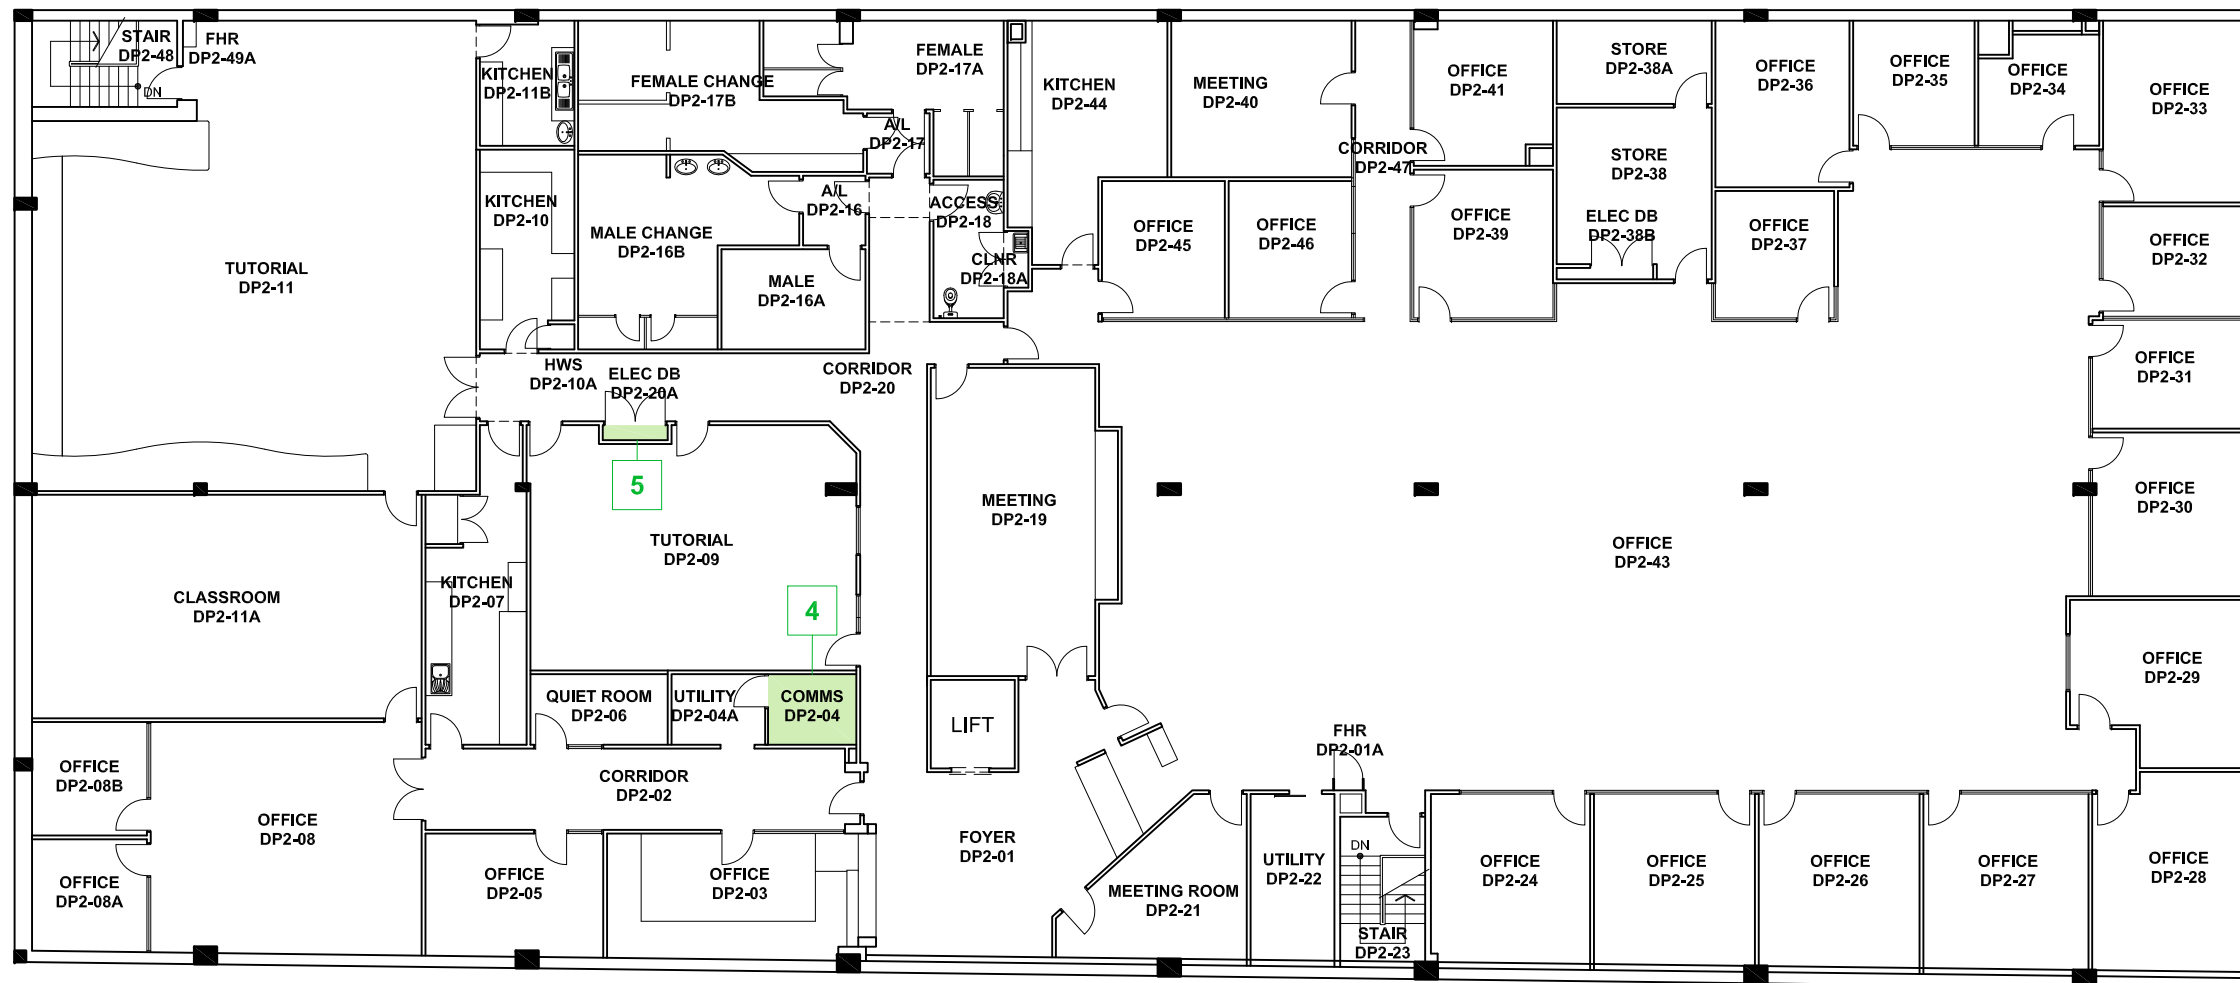 STAIR
DP2-48
FHR
DP2-49A
DN
KITCHEN
DP2-11B
FEMALE CHANGE
DP2-17B
FEMALE
DP2-17A
A/L
DP2-17
KITCHEN
DP2-44
MEETING
DP2-40
CORRIDOR
DP2-47
OFFICE
DP2-41
STORE
DP2-38A
OFFICE
DP2-36
OFFICE
DP2-35
OFFICE
DP2-34
OFFICE
DP2-33
STORE
DP2-38
TUTORIAL
DP2-11
KITCHEN
DP2-10
MALE CHANGE
DP2-16B
A/L
DP2-16
MALE
DP2-16A
ACCESS
DP2-18
CLNR
DP2-18A
OFFICE
DP2-45
OFFICE
DP2-46
OFFICE
DP2-39
ELEC DB
DP2-38B
OFFICE
DP2-37
OFFICE
DP2-32
HWS
DP2-10A
ELEC DB
DP2-20A
CORRIDOR
DP2-20
OFFICE
DP2-31
5
MEETING
DP2-19
OFFICE
DP2-30
TUTORIAL
DP2-09
OFFICE
DP2-43
CLASSROOM
DP2-11A
KITCHEN
DP2-07
4
OFFICE
DP2-29
QUIET ROOM
DP2-06
UTILITY
DP2-04A
COMMS
DP2-04
LIFT
FHR
DP2-01A
OFFICE
DP2-08B
CORRIDOR
DP2-02
OFFICE
DP2-08
FOYER
DP2-01
OFFICE
DP2-08A
OFFICE
DP2-05
OFFICE
DP2-03
MEETING ROOM
DP2-21
UTILITY
DP2-22
DN
STAIR
DP2-23
OFFICE
DP2-24
OFFICE
DP2-25
OFFICE
DP2-26
OFFICE
DP2-27
OFFICE
DP2-28